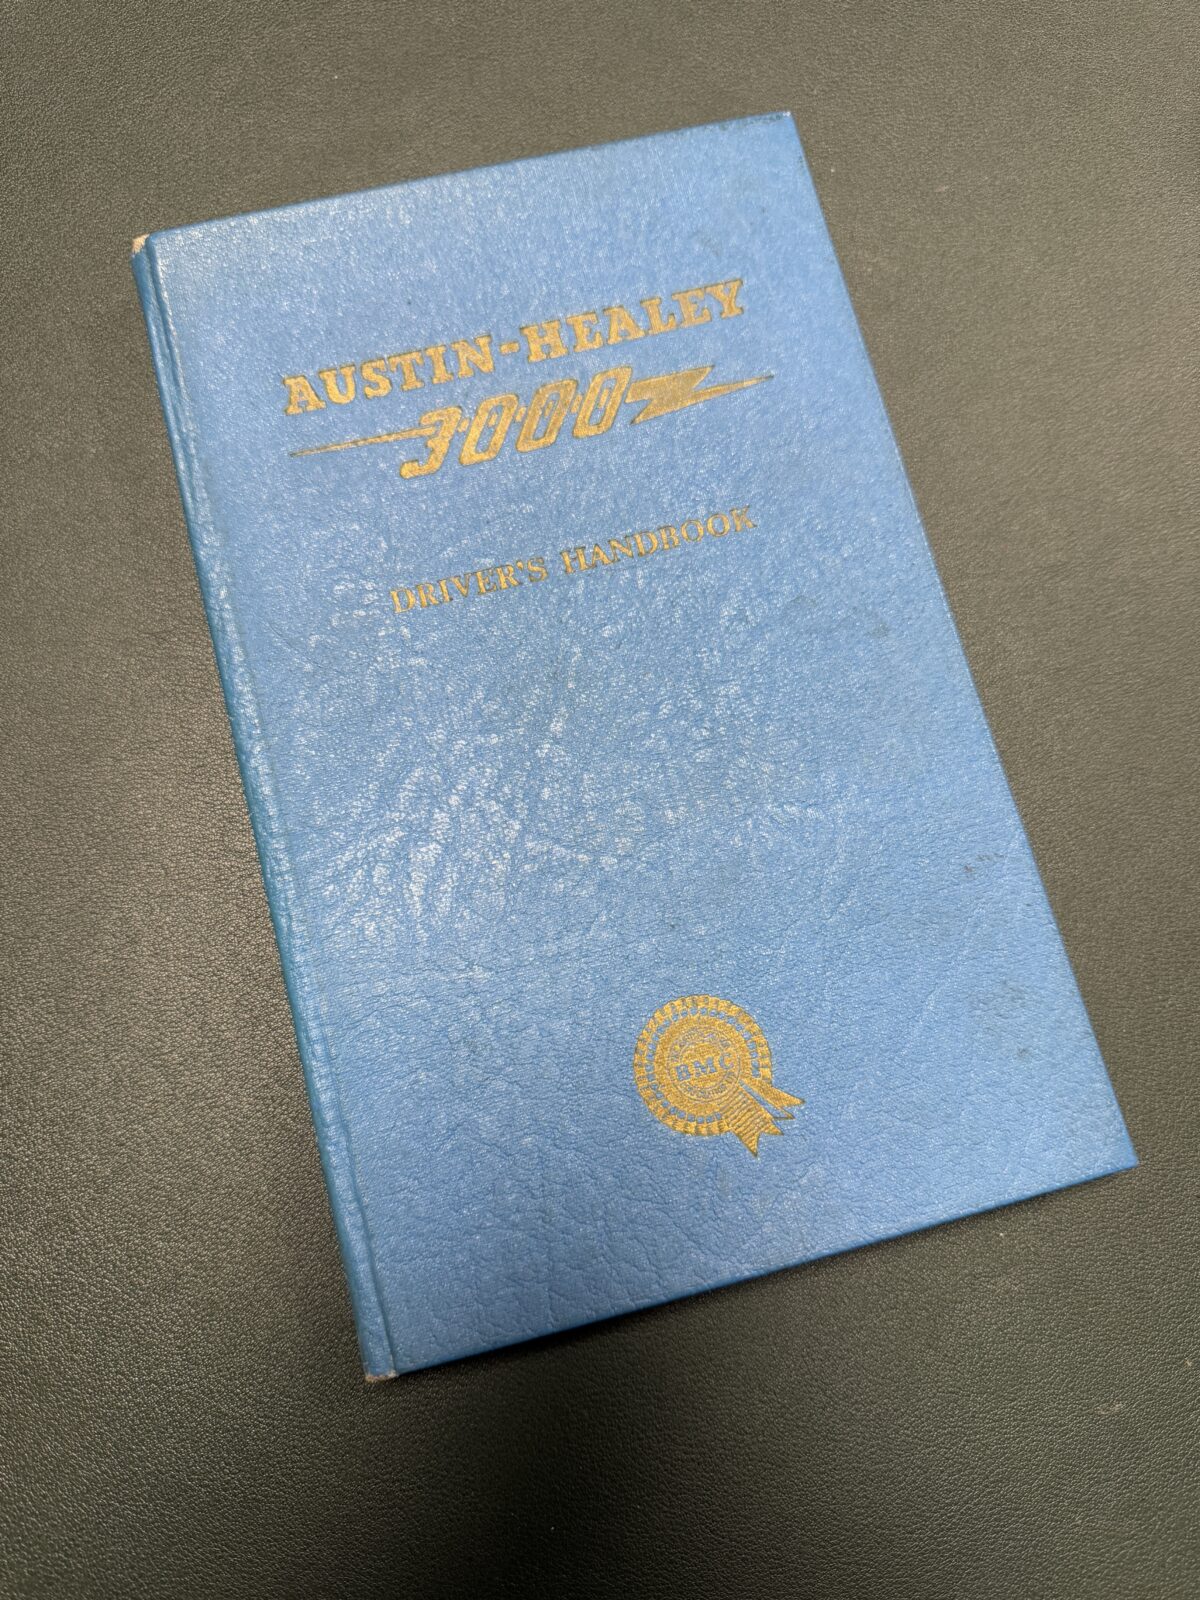 AUSTIN-HEALEY
3000
DRIVER'S HANDBOOK
BMC